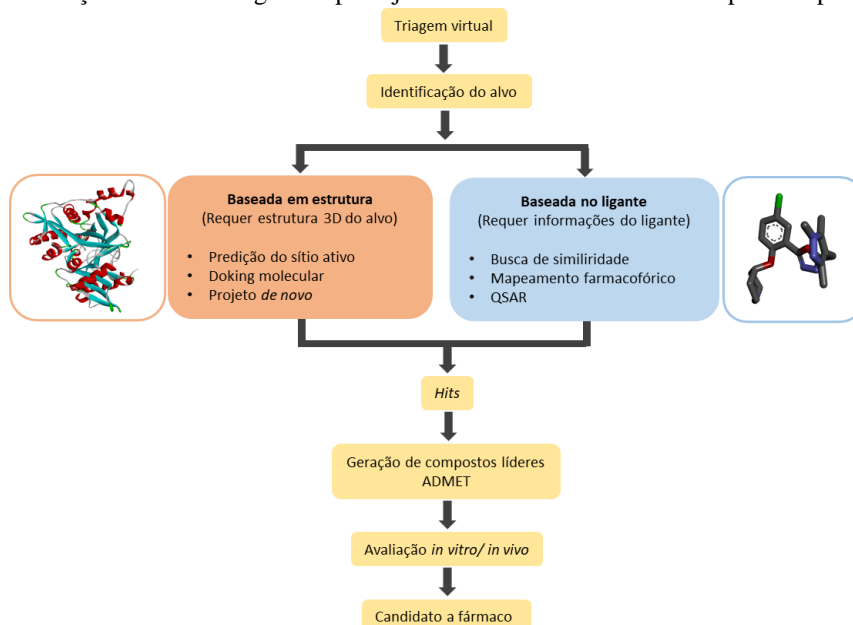 Triagem virtual
Identificação do alvo
Baseada em estrutura
(Requer estrutura 3D do alvo)
• Predição do sítio ativo
• Doking molecular
• Projeto de novo
Baseada no ligante
(Requer informações do ligante)
• Busca de similiridade
• Mapeamento farmacofórico
• QSAR
Hits
Geração de compostos líderes
ADMET
Avaliação in vitro/ in vivo
Candidato a fármaco